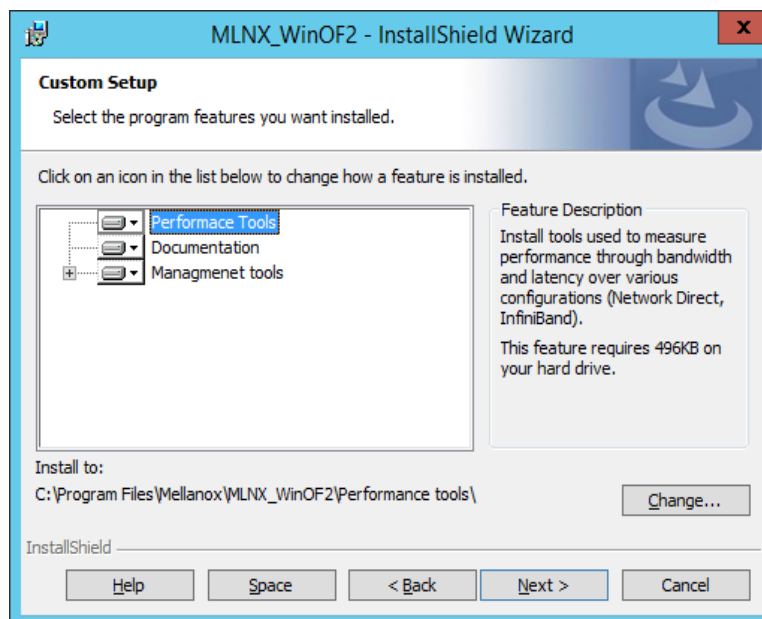 MLNX_WinOF2 - InstallShield Wizard
x
Custom Setup
Select the program features you want installed.
Click on an icon in the list below to change how a feature is installed.
Performace Tools
Documentation
Managmenet tools
Feature Description
Install tools used to measure
performance through bandwidth
and latency over various
configurations (Network Direct,
InfiniBand).
This feature requires 496KB on
your hard drive.
Install to:
C:\Program Files\Mellanox\MLNX_WinOF2\Performance tools\
Change...
InstallShield
Help
Space
< Back
Next >
Cancel